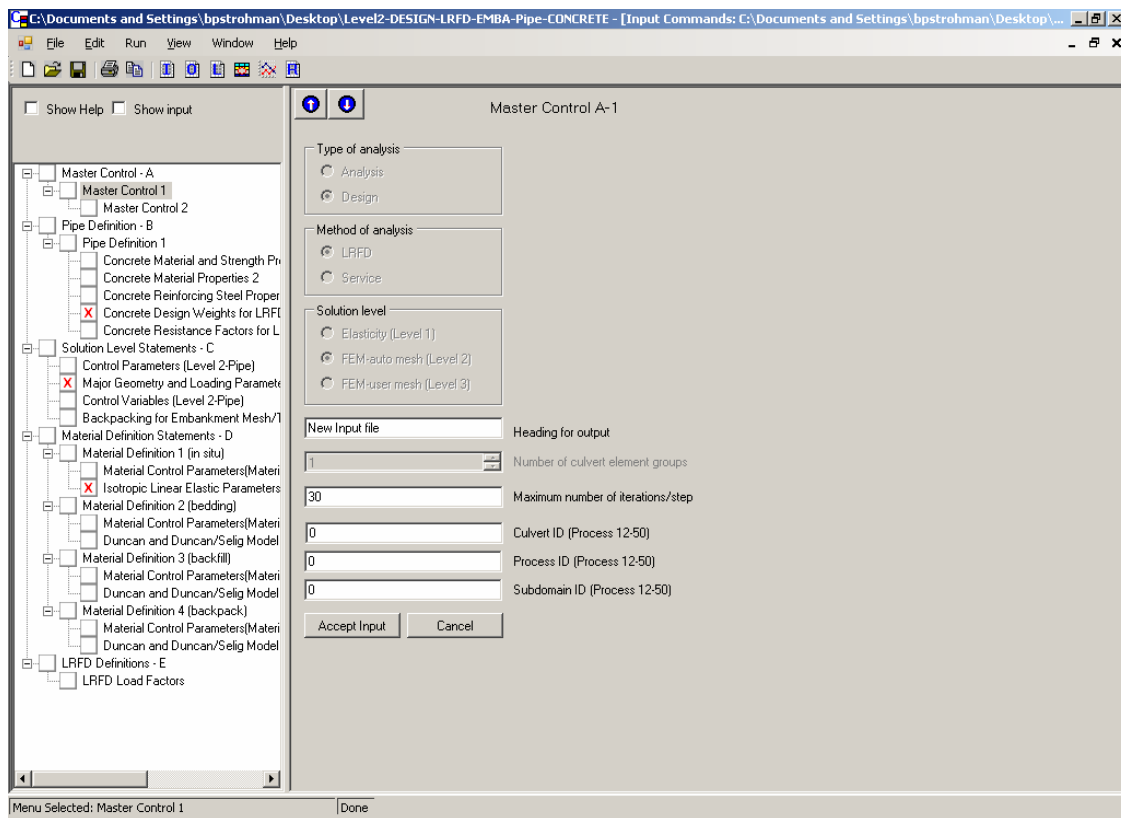 C:\Documents and Settings\bpstrohman\Desktop\Level2-DESIGN-LRFD-EMBA-Pipe-CONCRETE - [Input Commands: C:\Documents and Settings\bpstrohman\Desktop\...
File Edit Run View Window Help
Show Help Show input
Master Control - A
Master Control 1
Master Control 2
Pipe Definition - B
Pipe Definition 1
Concrete Material and Strength Pr
Concrete Material Properties 2
Concrete Reinforcing Steel Proper
X Concrete Design Weights for LRFD
Concrete Resistance Factors for L
Solution Level Statements - C
Control Parameters (Level 2-Pipe)
X Major Geometry and Loading Paramete
Control Variables (Level 2-Pipe)
Backpacking for Embankment Mesh/T
Material Definition Statements - D
Material Definition 1 (in situ)
Material Control Parameters(Materi
X Isotropic Linear Elastic Parameters
Material Definition 2 (bedding)
Material Control Parameters(Materi
Duncan and Duncan/Selig Model
Material Definition 3 (backfill)
Material Control Parameters(Materi
Duncan and Duncan/Selig Model
Material Definition 4 (backpack)
Material Control Parameters(Materi
Duncan and Duncan/Selig Model
LRFD Definitions - E
LRFD Load Factors
Master Control A-1
Type of analysis
Analysis
Design
Method of analysis
LRFD
Service
Solution level
Elasticity (Level 1)
FEM-auto mesh (Level 2)
FEM-user mesh (Level 3)
New Input file Heading for output
1 Number of culvert element groups
30 Maximum number of iterations/step
0 Culvert ID (Process 12-50)
0 Process ID (Process 12-50)
0 Subdomain ID (Process 12-50)
Accept Input Cancel
Menu Selected: Master Control 1 Done